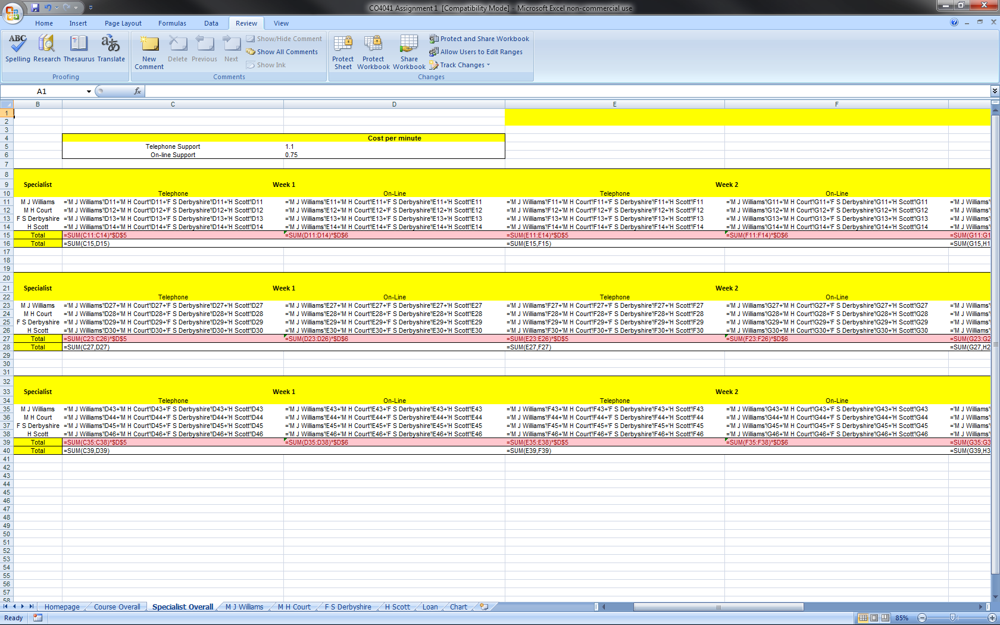 CO4041 Assignment 1 [Compatibility Mode] - Microsoft Excel non-commercial use
Home Insert Page Layout Formulas Data Review View
ABC
Spelling Research Thesaurus Translate New Comment Delete Previous Next Show/Hide Comment Show All Comments Show Ink Protect Sheet Protect Workbook Share Workbook Protect and Share Workbook Allow Users to Edit Ranges Track Changes
Proofing Comments Changes
A1 fx
B C D E F
1
2
3
4 Cost per minute
5 Telephone Support 1.1
6 On-line Support 0.75
7
8
9 Specialist Week 1 Week 2
10 Telephone On-Line Telephone On-Line
11 M J Williams ='M J Williams'!D11+'M H Court'!D11+'F S Derbyshire'!D11+'H Scott'!D11 ='M J Williams'!E11+'M H Court'!E11+'F S Derbyshire'!E11+'H Scott'!E11 ='M J Williams'!F11+'M H Court'!F11+'F S Derbyshire'!F11+'H Scott'!F11 ='M J Williams'!G11+'M H Court'!G11+'F S Derbyshire'!G11+'H Scott'!G11 ='M J Williams'
12 M H Court ='M J Williams'!D12+'M H Court'!D12+'F S Derbyshire'!D12+'H Scott'!D12 ='M J Williams'!E12+'M H Court'!E12+'F S Derbyshire'!E12+'H Scott'!E12 ='M J Williams'!F12+'M H Court'!F12+'F S Derbyshire'!F12+'H Scott'!F12 ='M J Williams'!G12+'M H Court'!G12+'F S Derbyshire'!G12+'H Scott'!G12 ='M J Williams'
13 F S Derbyshire ='M J Williams'!D13+'M H Court'!D13+'F S Derbyshire'!D13+'H Scott'!D13 ='M J Williams'!E13+'M H Court'!E13+'F S Derbyshire'!E13+'H Scott'!E13 ='M J Williams'!F13+'M H Court'!F13+'F S Derbyshire'!F13+'H Scott'!F13 ='M J Williams'!G13+'M H Court'!G13+'F S Derbyshire'!G13+'H Scott'!G13 ='M J Williams'
14 H Scott ='M J Williams'!D14+'M H Court'!D14+'F S Derbyshire'!D14+'H Scott'!D14 ='M J Williams'!E14+'M H Court'!E14+'F S Derbyshire'!E14+'H Scott'!E14 ='M J Williams'!F14+'M H Court'!F14+'F S Derbyshire'!F14+'H Scott'!F14 ='M J Williams'!G14+'M H Court'!G14+'F S Derbyshire'!G14+'H Scott'!G14 ='M J Williams'
15 Total =SUM(C11:C14)*$D$5 =SUM(D11:D14)*$D$6 =SUM(E11:E14)*$D$5 =SUM(F11:F14)*$D$6 =SUM(G11:G1
16 Total =SUM(C15,D15) =SUM(E15,F15) =SUM(G15,H1
17
18
19
20
21 Specialist Week 1 Week 2
22 Telephone On-Line Telephone On-Line
23 M J Williams ='M J Williams'!D27+'M H Court'!D27+'F S Derbyshire'!D27+'H Scott'!D27 ='M J Williams'!E27+'M H Court'!E27+'F S Derbyshire'!E27+'H Scott'!E27 ='M J Williams'!F27+'M H Court'!F27+'F S Derbyshire'!F27+'H Scott'!F27 ='M J Williams'!G27+'M H Court'!G27+'F S Derbyshire'!G27+'H Scott'!G27 ='M J Williams'
24 M H Court ='M J Williams'!D28+'M H Court'!D28+'F S Derbyshire'!D28+'H Scott'!D28 ='M J Williams'!E28+'M H Court'!E28+'F S Derbyshire'!E28+'H Scott'!E28 ='M J Williams'!F28+'M H Court'!F28+'F S Derbyshire'!F28+'H Scott'!F28 ='M J Williams'!G28+'M H Court'!G28+'F S Derbyshire'!G28+'H Scott'!G28 ='M J Williams'
25 F S Derbyshire ='M J Williams'!D29+'M H Court'!D29+'F S Derbyshire'!D29+'H Scott'!D29 ='M J Williams'!E29+'M H Court'!E29+'F S Derbyshire'!E29+'H Scott'!E29 ='M J Williams'!F29+'M H Court'!F29+'F S Derbyshire'!F29+'H Scott'!F29 ='M J Williams'!G29+'M H Court'!G29+'F S Derbyshire'!G29+'H Scott'!G29 ='M J Williams'
26 H Scott ='M J Williams'!D30+'M H Court'!D30+'F S Derbyshire'!D30+'H Scott'!D30 ='M J Williams'!E30+'M H Court'!E30+'F S Derbyshire'!E30+'H Scott'!E30 ='M J Williams'!F30+'M H Court'!F30+'F S Derbyshire'!F30+'H Scott'!F30 ='M J Williams'!G30+'M H Court'!G30+'F S Derbyshire'!G30+'H Scott'!G30 ='M J Williams'
27 Total =SUM(C23:C26)*$D$5 =SUM(D23:D26)*$D$6 =SUM(E23:E26)*$D$5 =SUM(F23:F26)*$D$6 =SUM(G23:G2
28 Total =SUM(C27,D27) =SUM(E27,F27) =SUM(G27,H2
29
30
31
32
33 Specialist Week 1 Week 2
34 Telephone On-Line Telephone On-Line
35 M J Williams ='M J Williams'!D43+'M H Court'!D43+'F S Derbyshire'!D43+'H Scott'!D43 ='M J Williams'!E43+'M H Court'!E43+'F S Derbyshire'!E43+'H Scott'!E43 ='M J Williams'!F43+'M H Court'!F43+'F S Derbyshire'!F43+'H Scott'!F43 ='M J Williams'!G43+'M H Court'!G43+'F S Derbyshire'!G43+'H Scott'!G43 ='M J Williams'
36 M H Court ='M J Williams'!D44+'M H Court'!D44+'F S Derbyshire'!D44+'H Scott'!D44 ='M J Williams'!E44+'M H Court'!E44+'F S Derbyshire'!E44+'H Scott'!E44 ='M J Williams'!F44+'M H Court'!F44+'F S Derbyshire'!F44+'H Scott'!F44 ='M J Williams'!G44+'M H Court'!G44+'F S Derbyshire'!G44+'H Scott'!G44 ='M J Williams'
37 F S Derbyshire ='M J Williams'!D45+'M H Court'!D45+'F S Derbyshire'!D45+'H Scott'!D45 ='M J Williams'!E45+'M H Court'!E45+'F S Derbyshire'!E45+'H Scott'!E45 ='M J Williams'!F45+'M H Court'!F45+'F S Derbyshire'!F45+'H Scott'!F45 ='M J Williams'!G45+'M H Court'!G45+'F S Derbyshire'!G45+'H Scott'!G45 ='M J Williams'
38 H Scott ='M J Williams'!D46+'M H Court'!D46+'F S Derbyshire'!D46+'H Scott'!D46 ='M J Williams'!E46+'M H Court'!E46+'F S Derbyshire'!E46+'H Scott'!E46 ='M J Williams'!F46+'M H Court'!F46+'F S Derbyshire'!F46+'H Scott'!F46 ='M J Williams'!G46+'M H Court'!G46+'F S Derbyshire'!G46+'H Scott'!G46 ='M J Williams'
39 Total =SUM(C35:C38)*$D$5 =SUM(D35:D38)*$D$6 =SUM(E35:E38)*$D$5 =SUM(F35:F38)*$D$6 =SUM(G35:G3
40 Total =SUM(C39,D39) =SUM(E39,F39) =SUM(G39,H3
41
42
43
44
45
46
47
48
49
50
51
52
53
54
55
56
57
58
Homepage Course Overall Specialist Overall M J Williams M H Court F S Derbyshire H Scott Loan Chart
Ready 85%